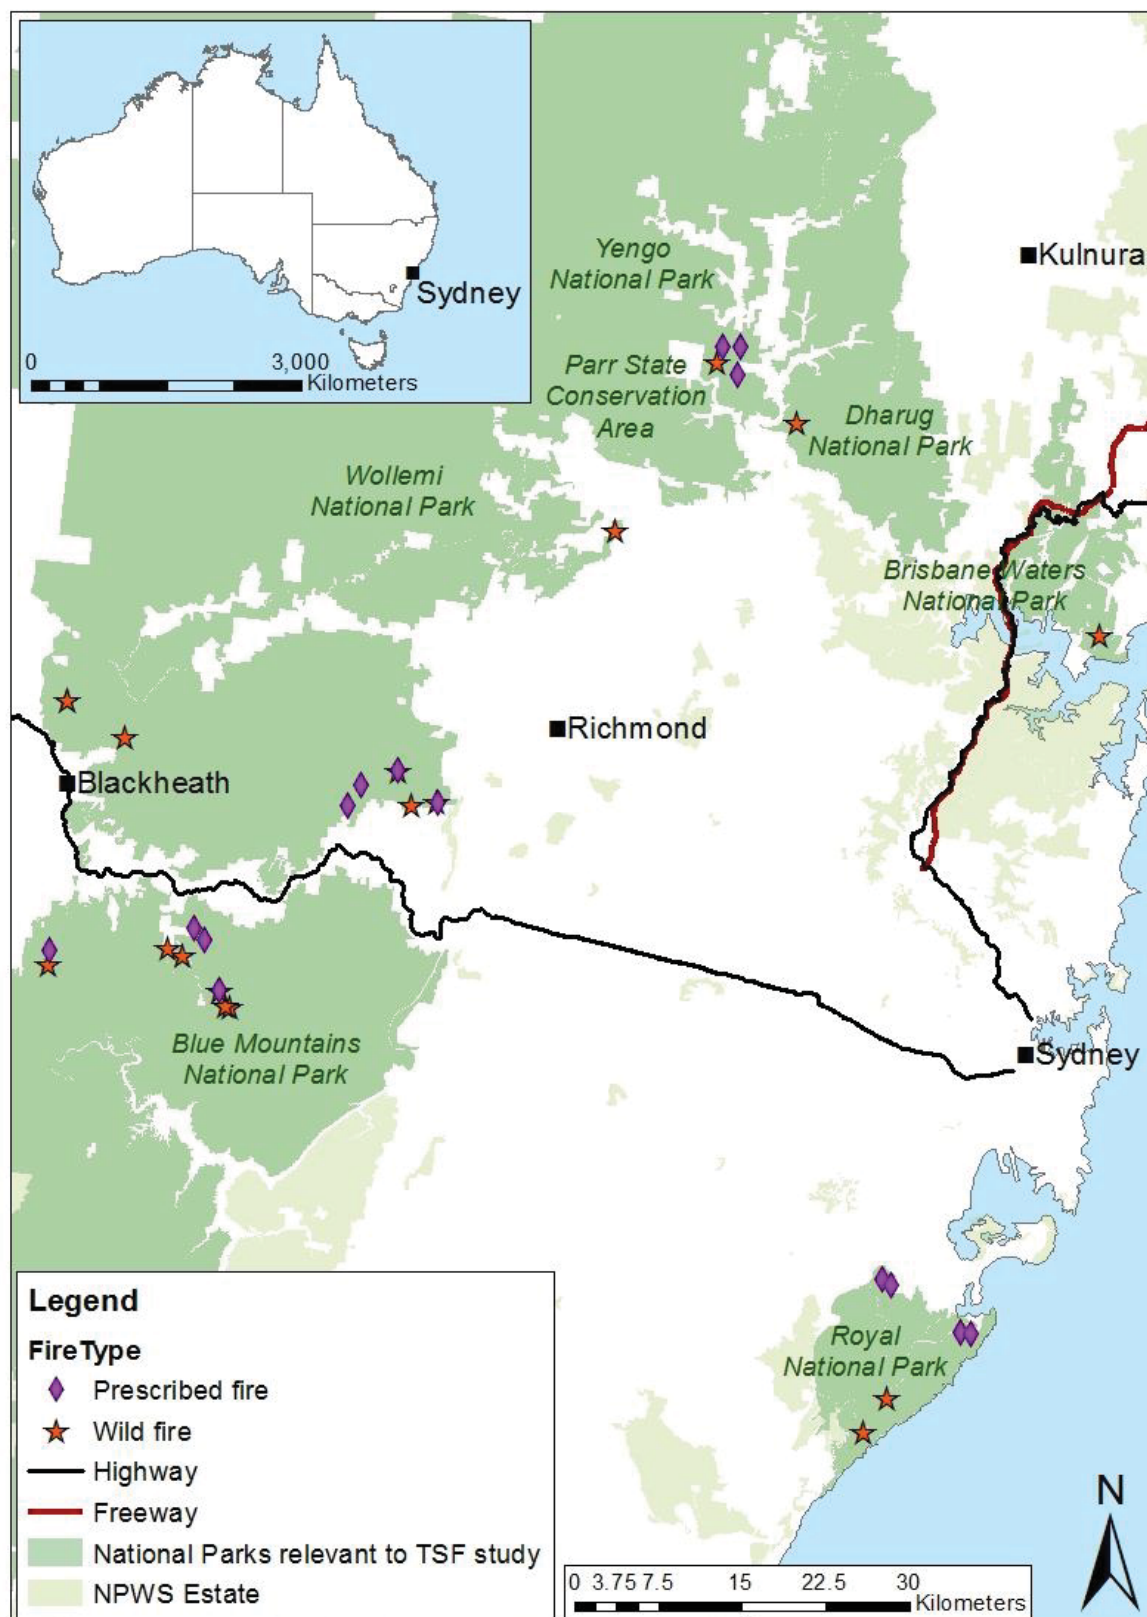 Sydney
0
3,000
Kilometers
Yengo
National Park
Kulnura
Parr State
Conservation
Area
Dharug
National Park
Wollemi
National Park
Brisbane Waters
National Park
Richmond
Blackheath
Blue Mountains
National Park
Sydney
Royal
National Park
Legend
FireType
Prescribed fire
Wild fire
Highway
Freeway
National Parks relevant to TSF study
NPWS Estate
0 3.75 7.5 15 22.5 30
Kilometers
N